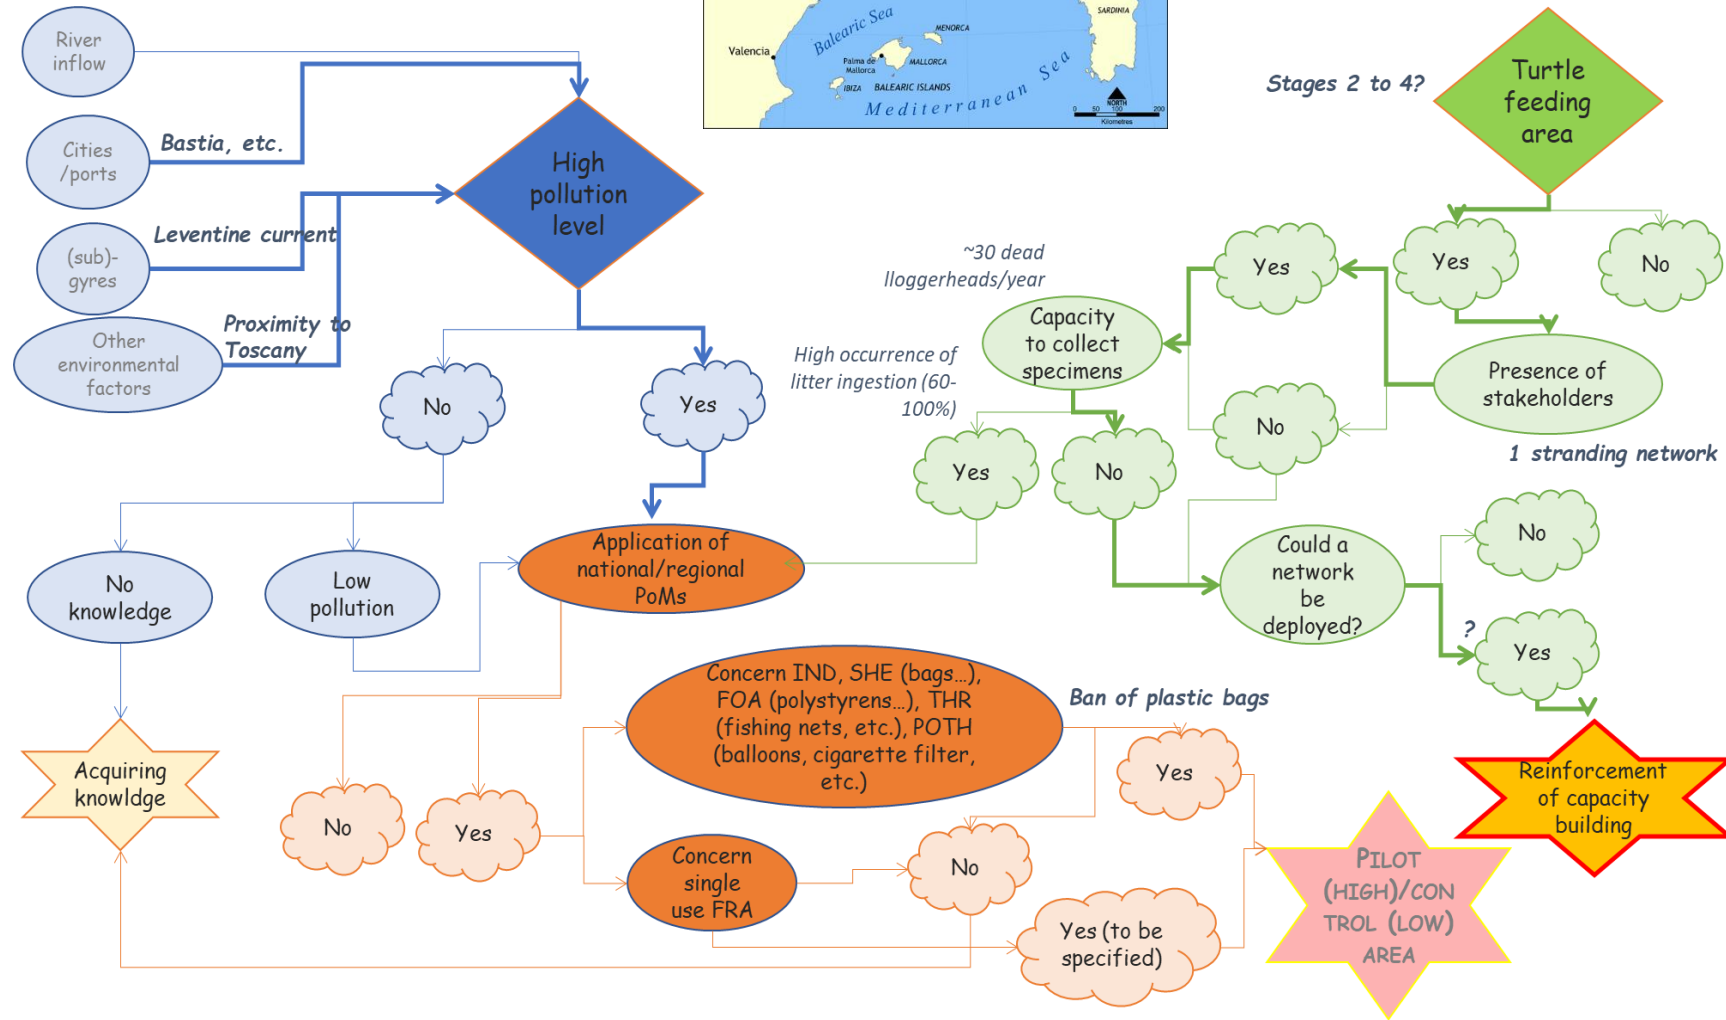 River
inflow
Cities
/ports
Bastia, etc.
(sub)-
gyres
Leventine current
Other
environmental
factors
Proximity to
Toscany
High
pollution
level
No
Yes
No
knowledge
Low
pollution
Application of
national/regional
PoMs
Acquiring
knowldge
No
Yes
Concern IND, SHE (bags…),
FOA (polystyrens…), THR
(fishing nets, etc.), POTH
(balloons, cigarette filter,
etc.)
Ban of plastic bags
Yes
Concern
single
use FRA
No
Yes (to be
specified)
PILOT
(HIGH)/CON
TROL (LOW)
AREA
Valencia
Balearic Sea
MENORCA
Palma de
Mallorca
MALLORCA
IBIZA
BALEARIC ISLANDS
Mediterranean Sea
SARDINIA
NORTH
0 50 100 200
Kilometres
Stages 2 to 4?
Turtle
feeding
area
Yes
No
Presence of
stakeholders
1 stranding network
Yes
No
~30 dead
lloggerheads/year
Capacity
to collect
specimens
High occurrence of
litter ingestion (60-
100%)
Yes
No
Could a
network
be
deployed?
No
?
Yes
Reinforcement
of capacity
building